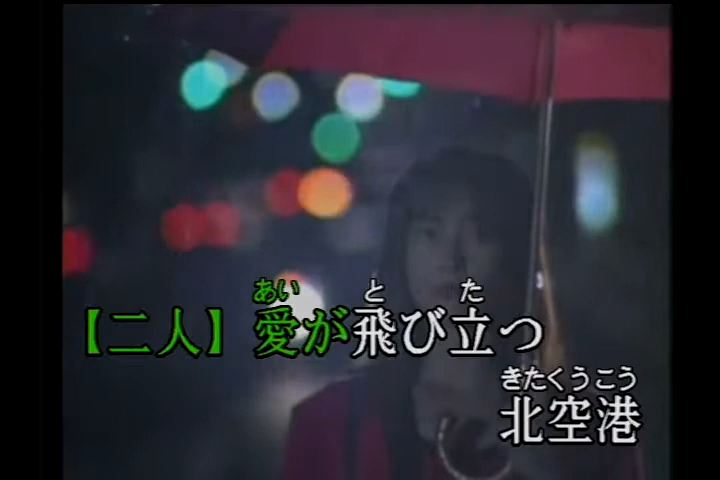 あい と た
【二人】愛が飛び立つ
きたくうこう
北空港